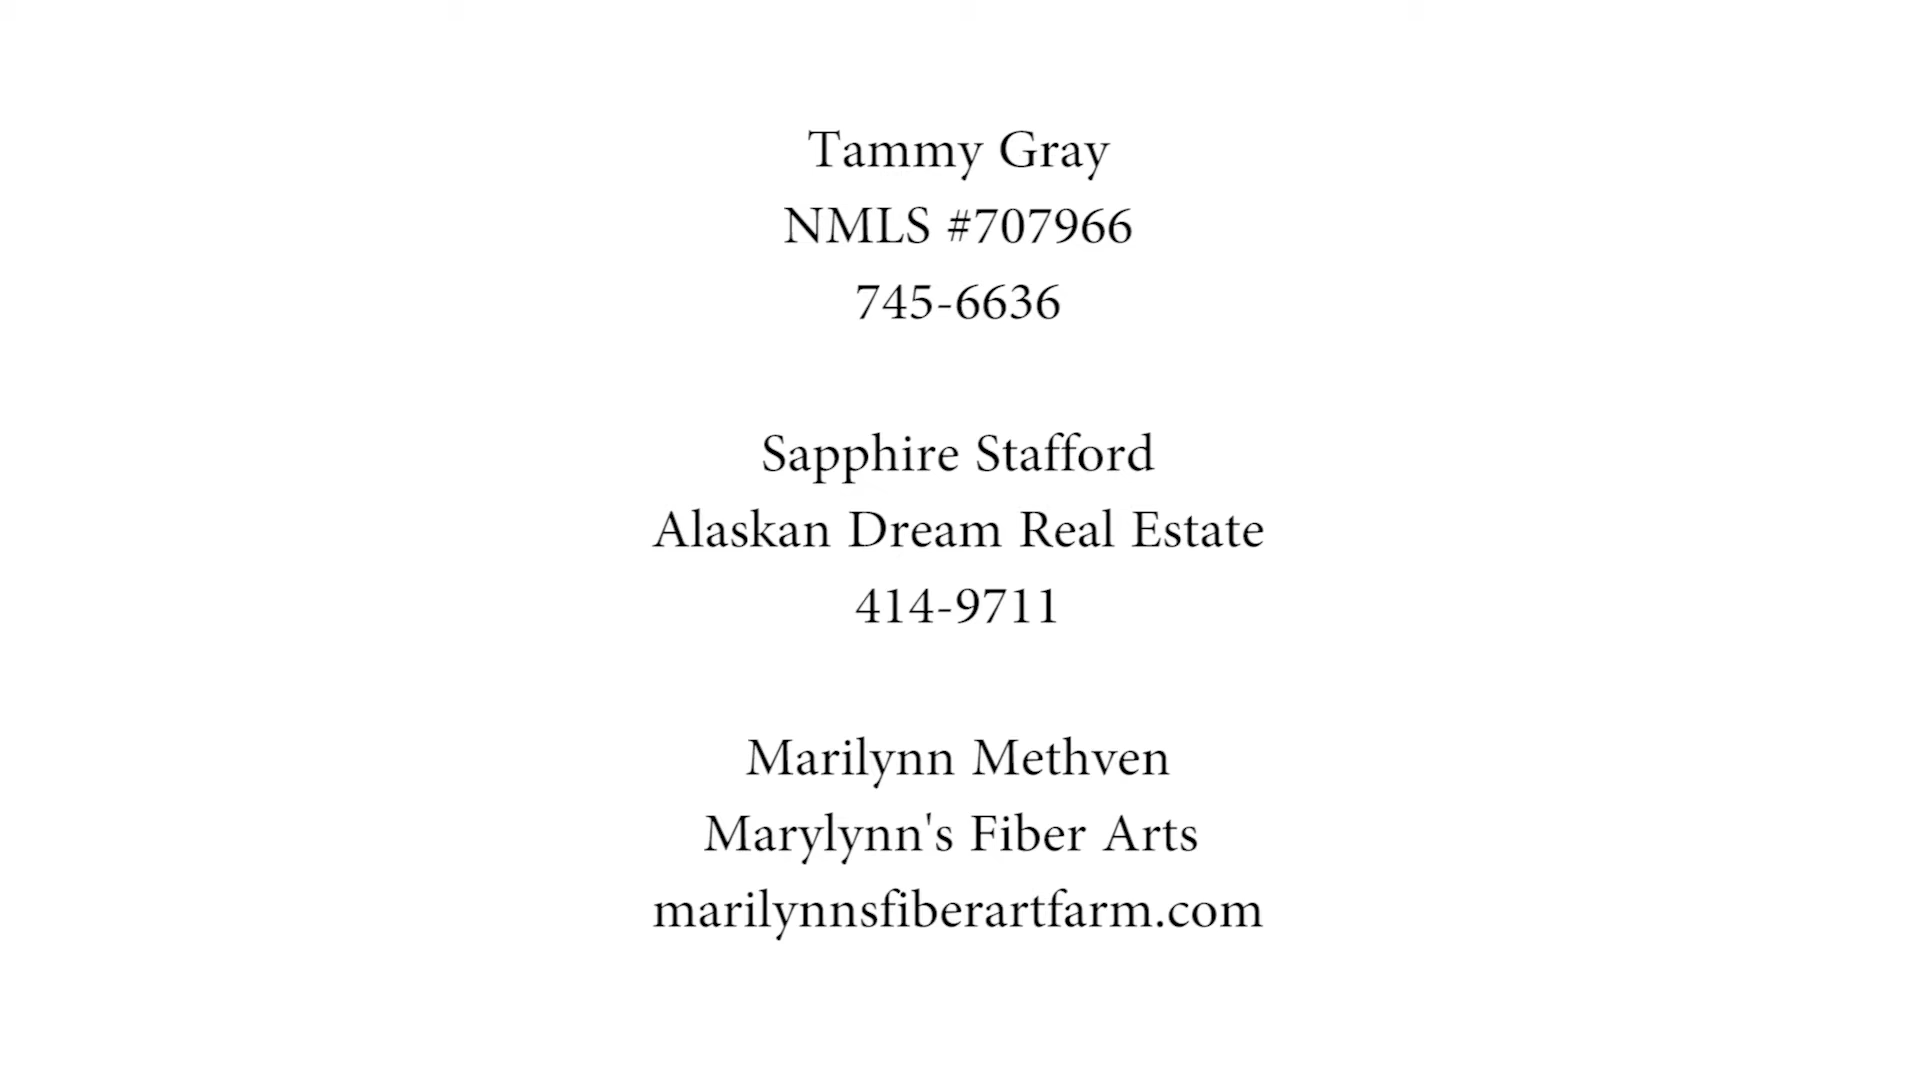 Tammy Gray
NMLS #707966
745-6636
Sapphire Stafford
Alaskan Dream Real Estate
414-9711
Marilynn Methven
Marylynn's Fiber Arts
marilynnsfiberartfarm.com